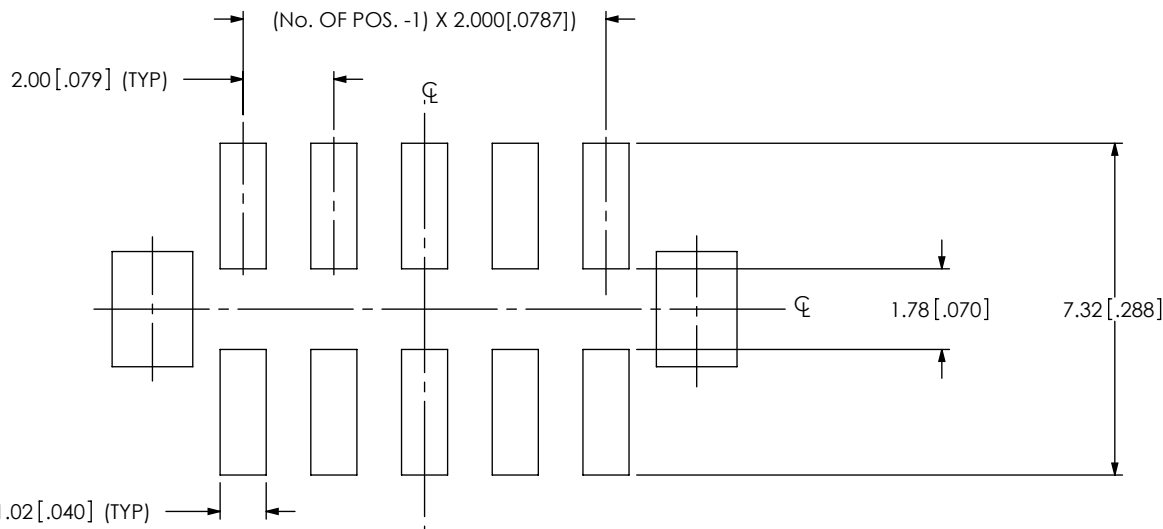 (No. OF POS. -1) X 2.000[.0787])
2.00[.079] (TYP)
℄
℄
1.78[.070]
7.32[.288]
1.02[.040] (TYP)